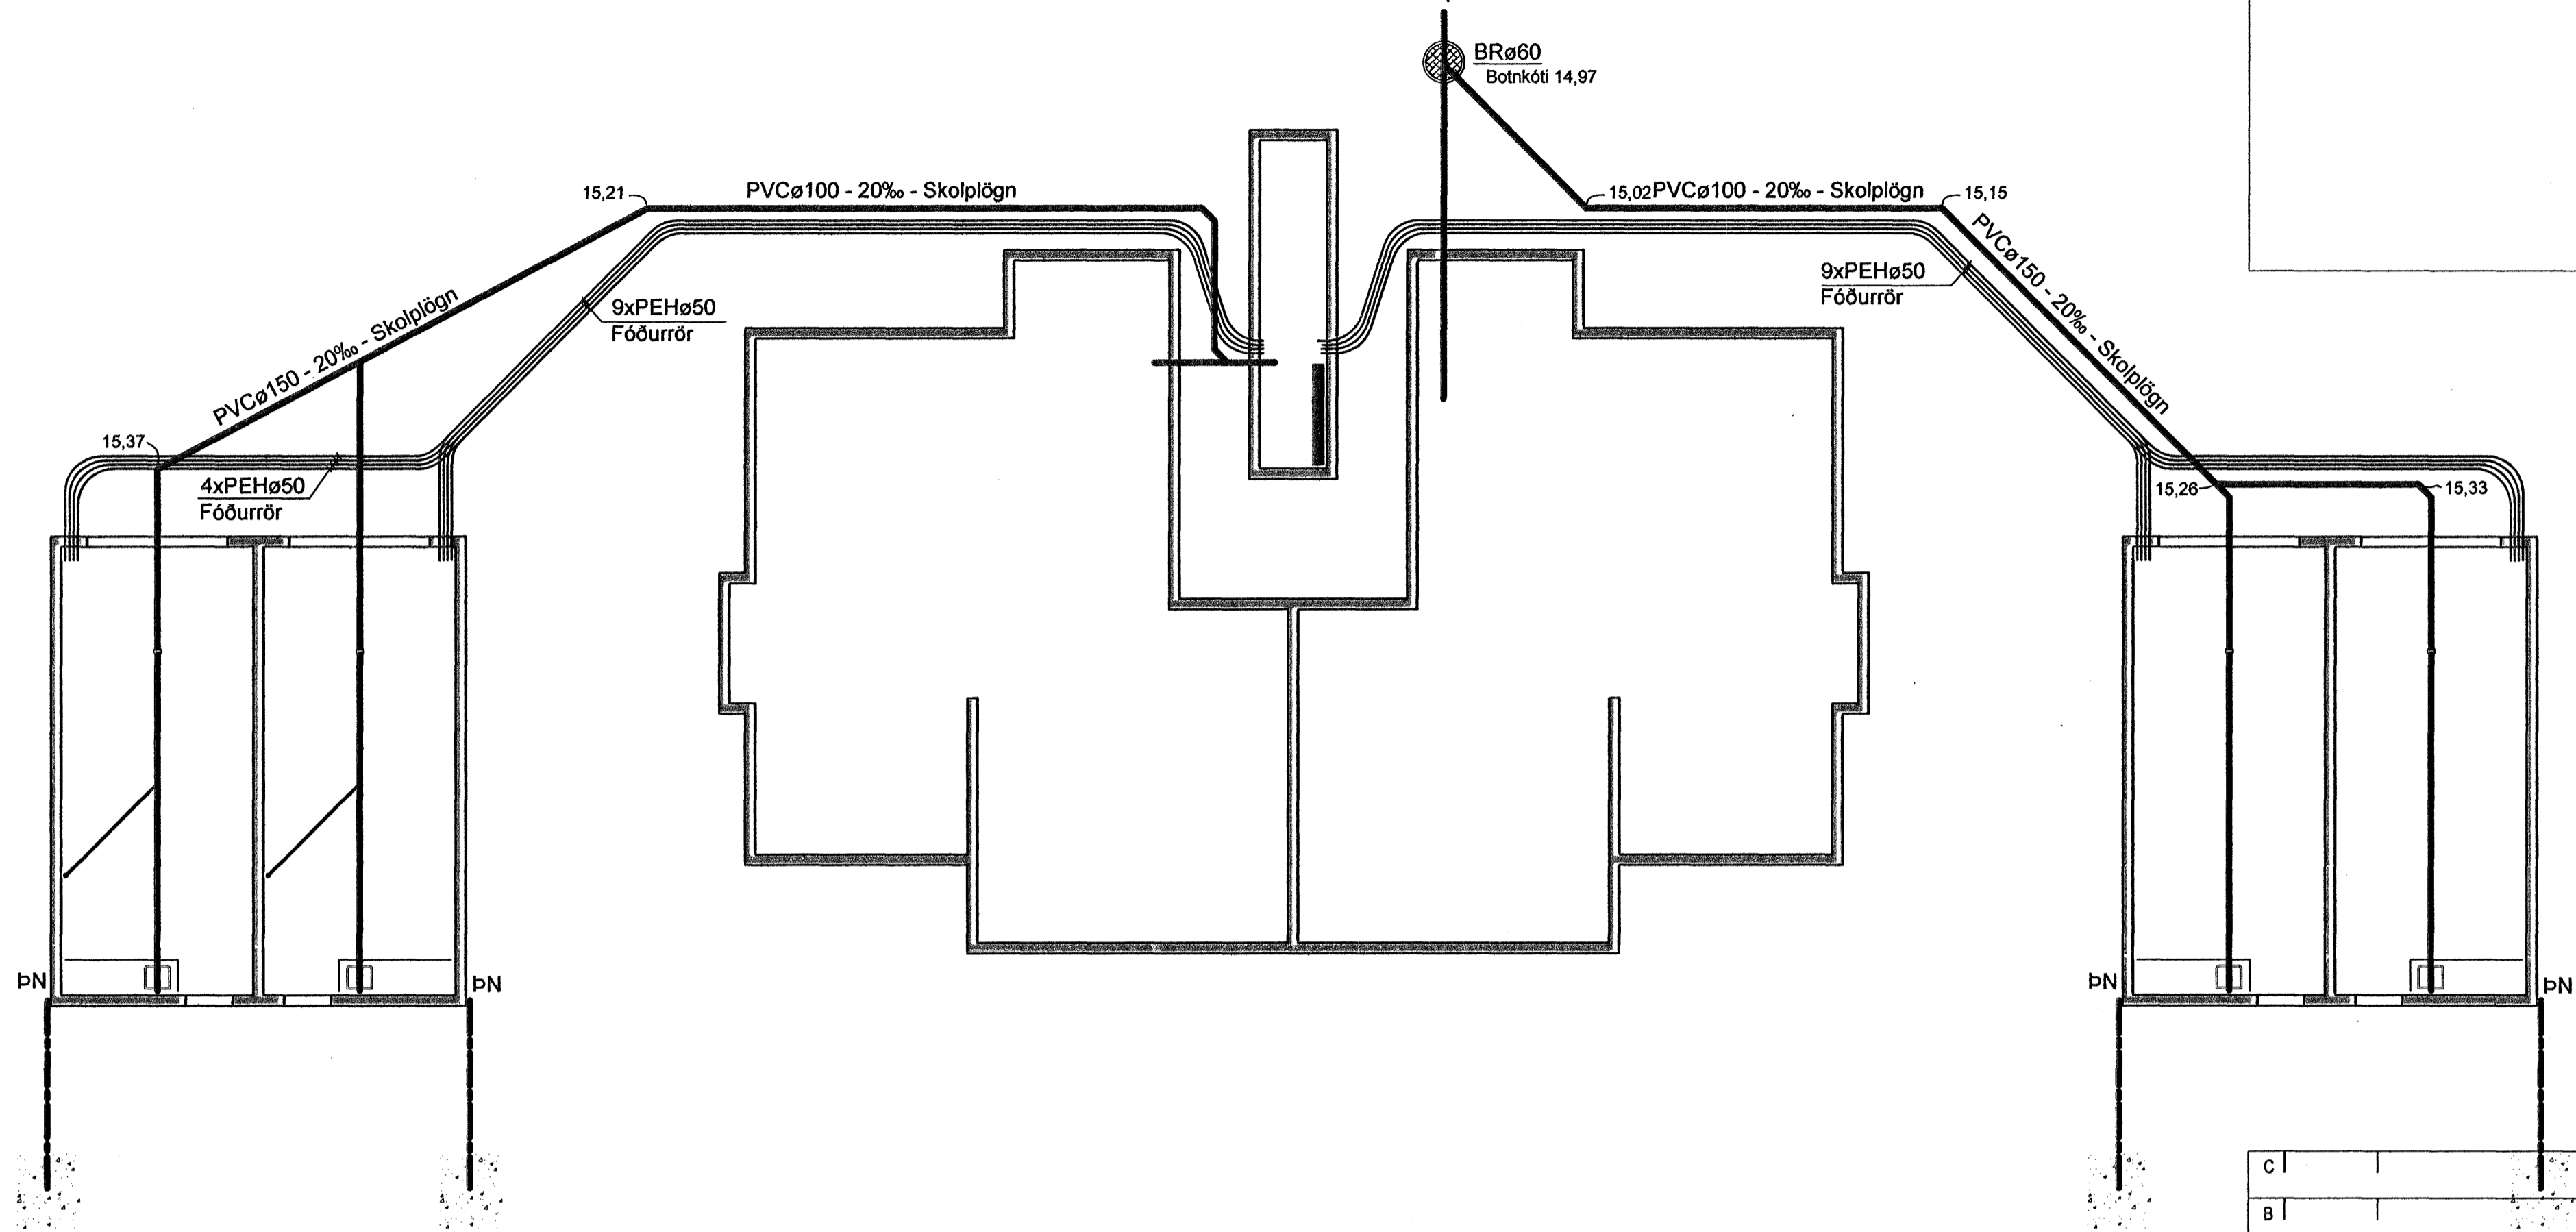 BRø60
Botnkóti 14,97
15,21
PVCø100 - 20‰ - Skolplögn
15,02
PVCø100 - 20‰ - Skolplögn
15,15
PVCø150 - 20‰ - Skolplögn
9xPEHø50
Fóðurrör
9xPEHø50
Fóðurrör
PVCø150 - 20‰ - Skolplögn
15,37
4xPEHø50
Fóðurrör
15,26
15,33
ÞN
ÞN
ÞN
ÞN
C
B